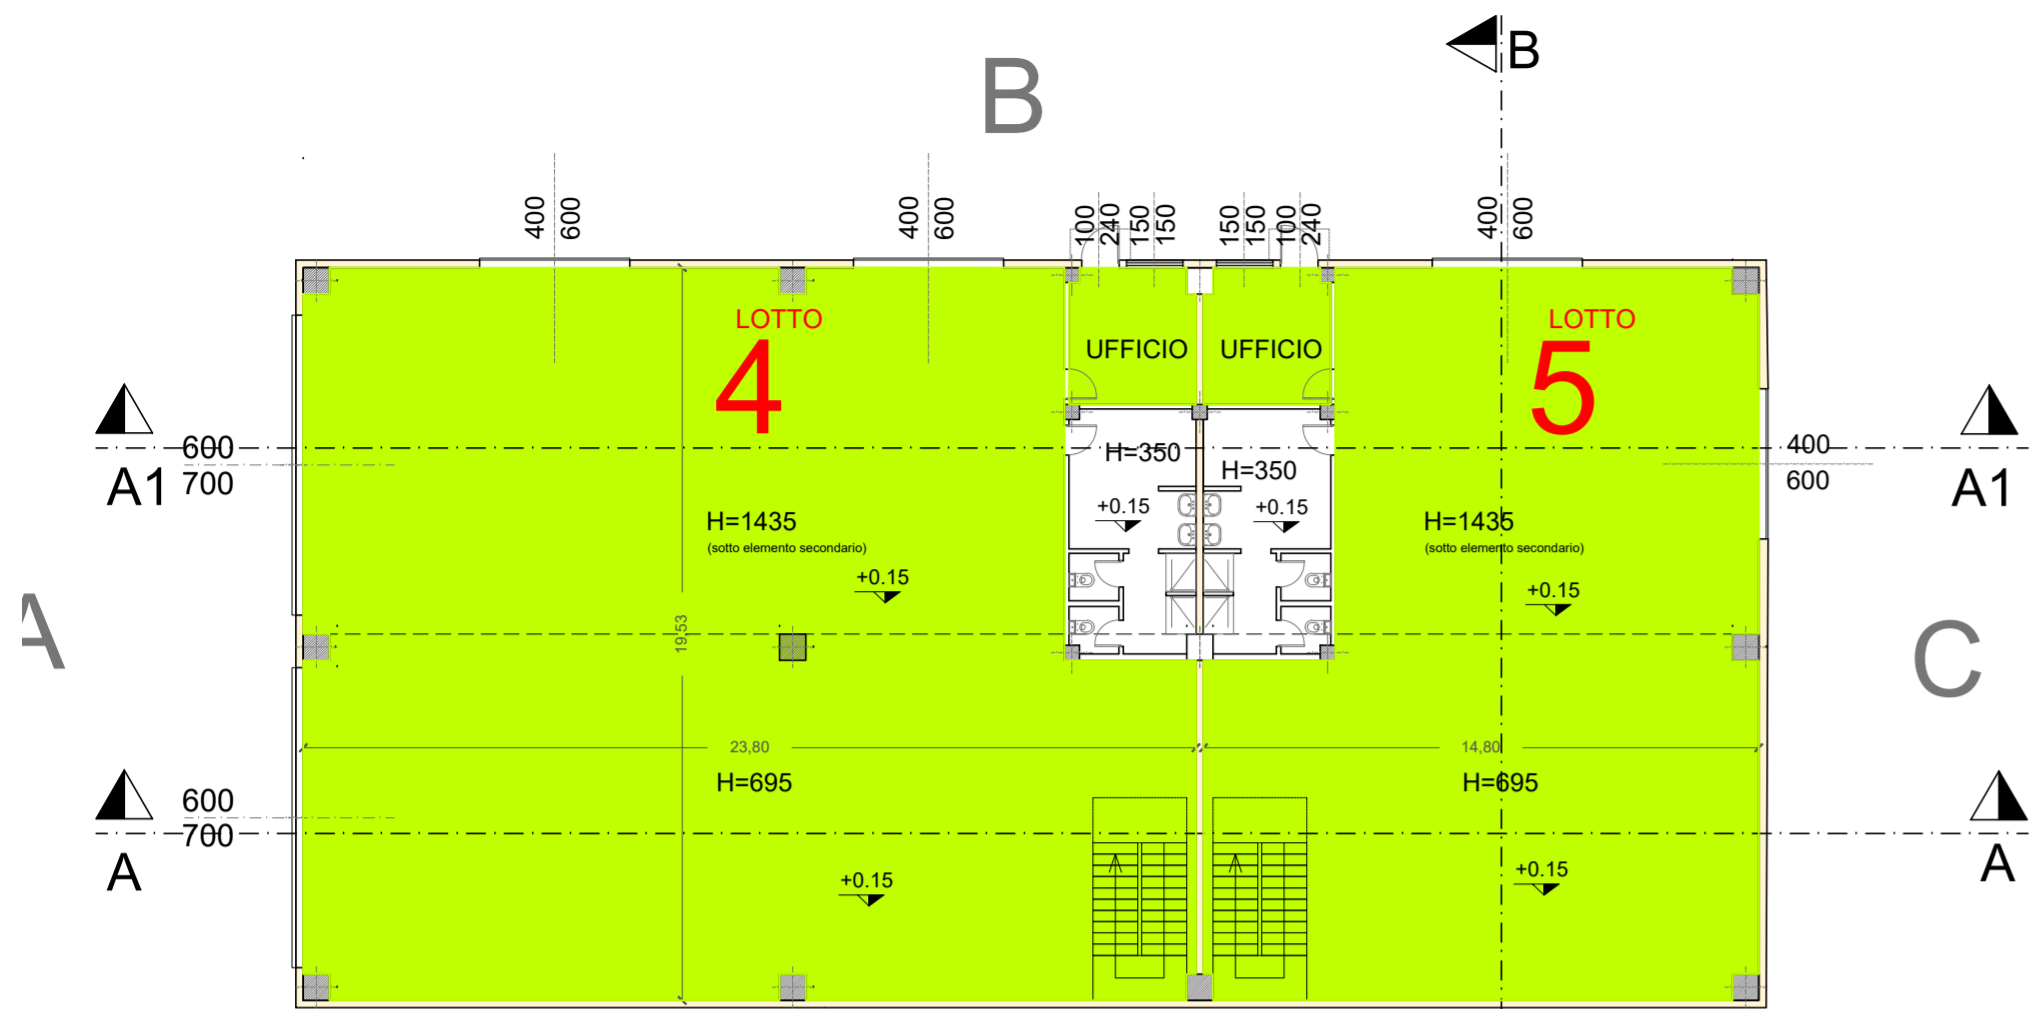 B
B
400
600
400
600
100
240
150
150
150
150
100
240
400
600
LOTTO
4
LOTTO
5
UFFICIO
UFFICIO
600
700
A1
400
600
A1
H=350
H=350
+0.15
+0.15
H=1435
(sotto elemento secondario)
+0.15
H=1435
(sotto elemento secondario)
+0.15
A
19,53
C
23,80
14,80
H=695
H=695
600
700
A
A
+0.15
+0.15